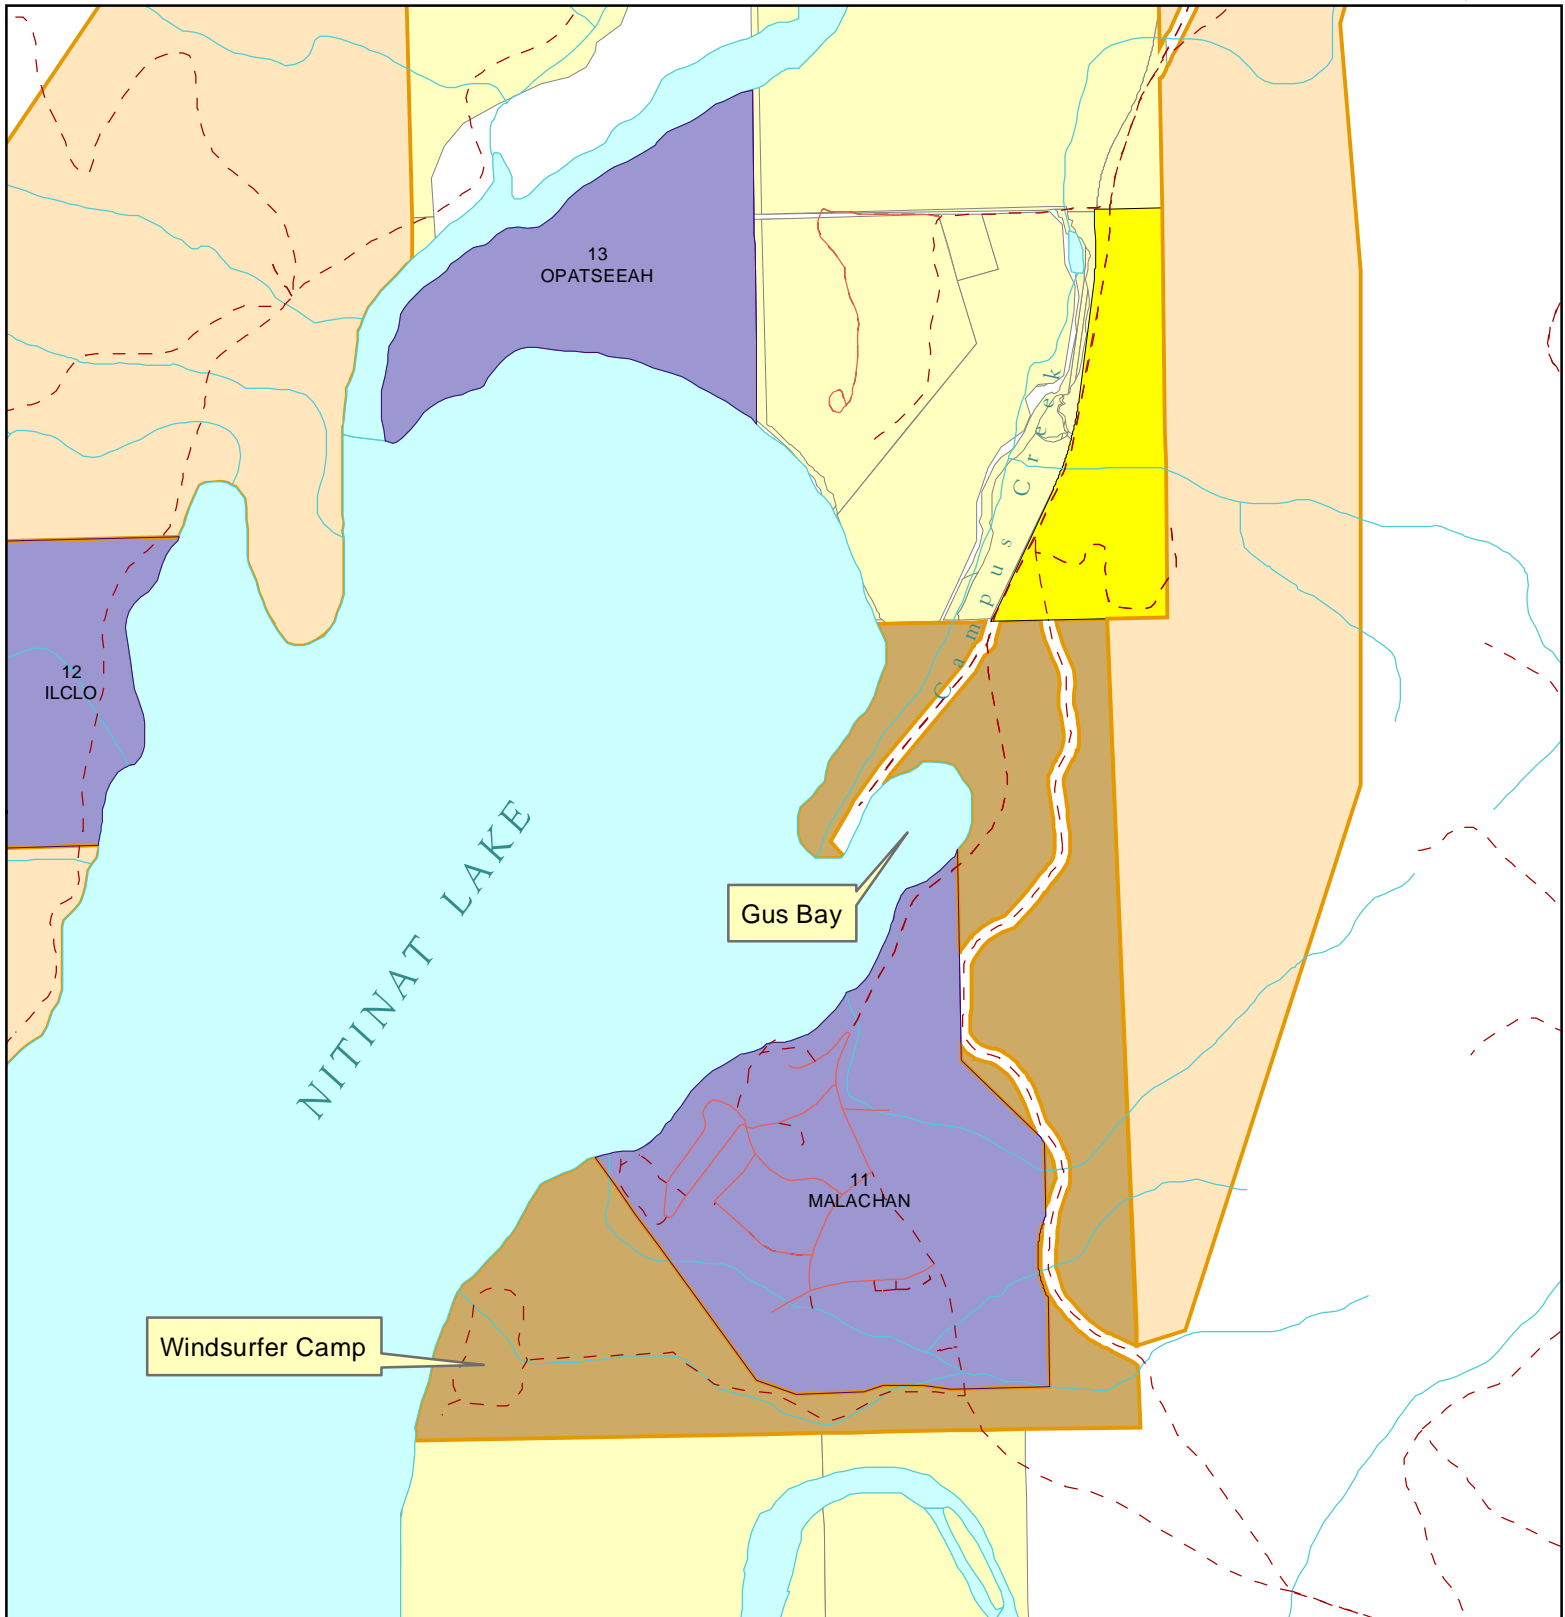 13
OPATSEEAH
Campus Creek
12
ILCLO
NITINAT LAKE
Gus Bay
11
MALACHAN
Windsurfer Camp